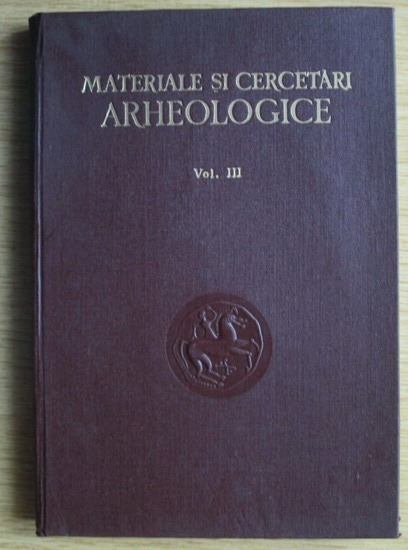 MATERIALE ȘI CERCETĂRI
ARHEOLOGICE
Vol. III